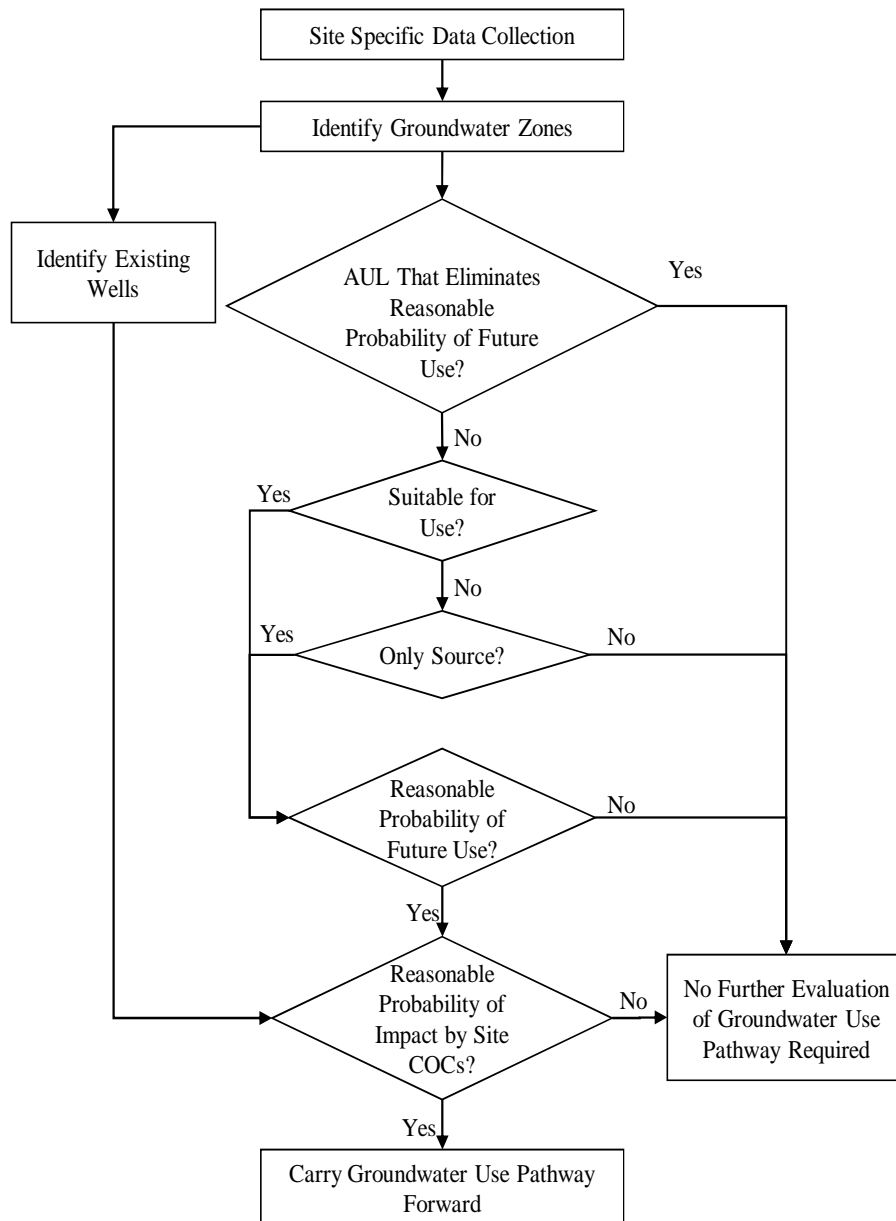 Site Specific Data Collection
Identify Groundwater Zones
Identify Existing
Wells
AUL That Eliminates
Reasonable
Probability of Future
Use?
Yes
No
Yes
Suitable for
Use?
No
Yes
Only Source?
No
Reasonable
Probability of
Future Use?
No
Yes
Reasonable
Probability of
Impact by Site
COCs?
No
No Further Evaluation
of Groundwater Use
Pathway Required
Yes
Carry Groundwater Use Pathway
Forward